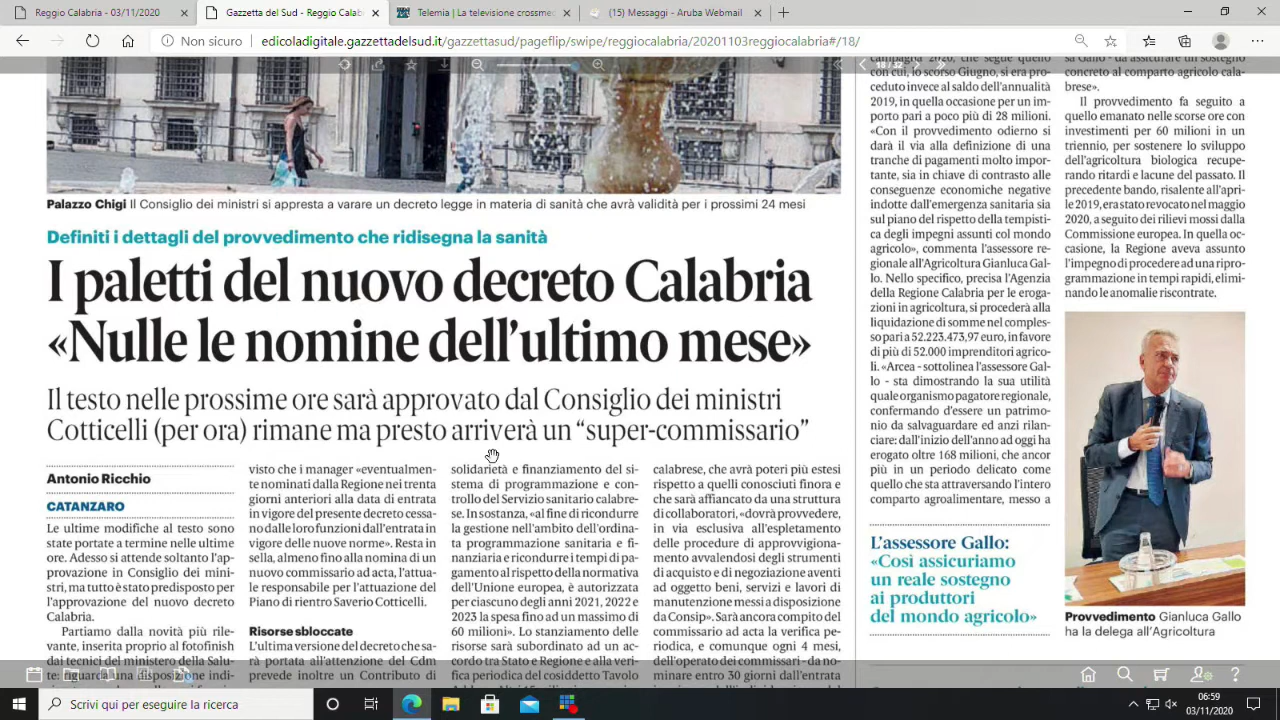 Reggio Calabria - 03/11/2020
Gazzetta del Sud - Reggio Calab
Telemia | La televisione crossme
(15) Messaggi - Aruba Webmail
Non sicuro
edicoladigitale.gazzettadelsud.it/gazzettasud/pageflip/swipe/reggiocalabria/20201103reggiocalabria#/18/
18 / 32
Palazzo Chigi Il Consiglio dei ministri si appresta a varare un decreto legge in materia di sanità che avrà validità per i prossimi 24 mesi
Definiti i dettagli del provvedimento che ridisegna la sanità
I paletti del nuovo decreto Calabria
«Nulle le nomine dell'ultimo mese»
Il testo nelle prossime ore sarà approvato dal Consiglio dei ministri
Cotticelli (per ora) rimane ma presto arriverà un "super-commissario"
Antonio Ricchio
CATANZARO
Le ultime modifiche al testo sono
state portate a termine nelle ultime
ore. Adesso si attende soltanto l'ap-
provazione in Consiglio dei mini-
stri, ma tutto è stato predisposto per
l'approvazione del nuovo decreto
Calabria.
Partiamo dalla novità più rile-
vante, inserita proprio al fotofinish
dai tecnici del ministero della Salu-
te: riguarda una disposizione indi-
visto che i manager «eventualmen-
te nominati dalla Regione nei trenta
giorni anteriori alla data di entrata
in vigore del presente decreto cessa-
no dalle loro funzioni dall'entrata in
vigore delle nuove norme». Resta in
sella, almeno fino alla nomina di un
nuovo commissario ad acta, l'attua-
le responsabile per l'attuazione del
Piano di rientro Saverio Cotticelli.
Risorse sbloccate
L'ultima versione del decreto che sa-
rà portata all'attenzione del Cdm
prevede inoltre un Contributo di
solidarietà e finanziamento del si-
stema di programmazione e con-
trollo del Servizio sanitario calabre-
se. In sostanza, «al fine di ricondurre
la gestione nell'ambito dell'ordina-
ta programmazione sanitaria e fi-
nanziaria e ricondurre i tempi di pa-
gamento al rispetto della normativa
dell'Unione europea, è autorizzata
per ciascuno degli anni 2021, 2022 e
2023 la spesa fino ad un massimo di
60 milioni». Lo stanziamento delle
risorse sarà subordinato ad un ac-
cordo tra Stato e Regione e alla veri-
fica periodica del cosiddetto Tavolo
calabrese, che avrà poteri più estesi
rispetto a quelli conosciuti finora e
che sarà affiancato da una struttura
di collaboratori, «dovrà provvedere,
in via esclusiva all'espletamento
delle procedure di approvvigiona-
mento avvalendosi degli strumenti
di acquisto e di negoziazione aventi
ad oggetto beni, servizi e lavori di
manutenzione messi a disposizione
da Consip». Sarà ancora compito del
commissario ad acta la verifica pe-
riodica, e comunque ogni 4 mesi,
dell'operato dei commissari - da no-
minare entro 30 giorni dall'entrata
campagna 2020, che segue quello
con cui, lo scorso Giugno, si era pro-
ceduto invece al saldo dell'annualità
2019, in quella occasione per un im-
porto pari a poco più di 28 milioni.
«Con il provvedimento odierno si
darà il via alla definizione di una
tranche di pagamenti molto impor-
tante, sia in chiave di contrasto alle
conseguenze economiche negative
indotte dall'emergenza sanitaria sia
sul piano del rispetto della tempisti-
ca degli impegni assunti col mondo
agricolo», commenta l'assessore re-
gionale all'Agricoltura Gianluca Gal-
lo. Nello specifico, precisa l'Agenzia
della Regione Calabria per le eroga-
zioni in agricoltura, si procederà alla
liquidazione di somme nel comples-
so pari a 52.223.473,97 euro, in favore
di più di 52.000 imprenditori agrico-
li. «Arcea - sottolinea l'assessore Gal-
lo - sta dimostrando la sua utilità
quale organismo pagatore regionale,
confermando d'essere un patrimo-
nio da salvaguardare ed anzi rilan-
ciare: dall'inizio dell'anno ad oggi ha
erogato oltre 168 milioni, che ancor
più in un periodo delicato come
quello che sta attraversando l'intero
comparto agroalimentare, messo a
L'assessore Gallo:
«Così assicuriamo
un reale sostegno
ai produttori
del mondo agricolo»
sa Gallo - da assicurare un sostegno
concreto al comparto agricolo cala-
brese».
Il provvedimento fa seguito a
quello emanato nelle scorse ore con
investimenti per 60 milioni in un
triennio, per sostenere lo sviluppo
dell'agricoltura biologica recupe-
rando ritardi e lacune del passato. Il
precedente bando, risalente all'apri-
le 2019, era stato revocato nel maggio
2020, a seguito dei rilievi mossi dalla
Commissione europea. In quella oc-
casione, la Regione aveva assunto
l'impegno di procedere ad una ripro-
grammazione in tempi rapidi, elimi-
nando le anomalie riscontrate.
Provvedimento Gianluca Gallo
ha la delega all'Agricoltura
Scrivi qui per eseguire la ricerca
06:59
03/11/2020